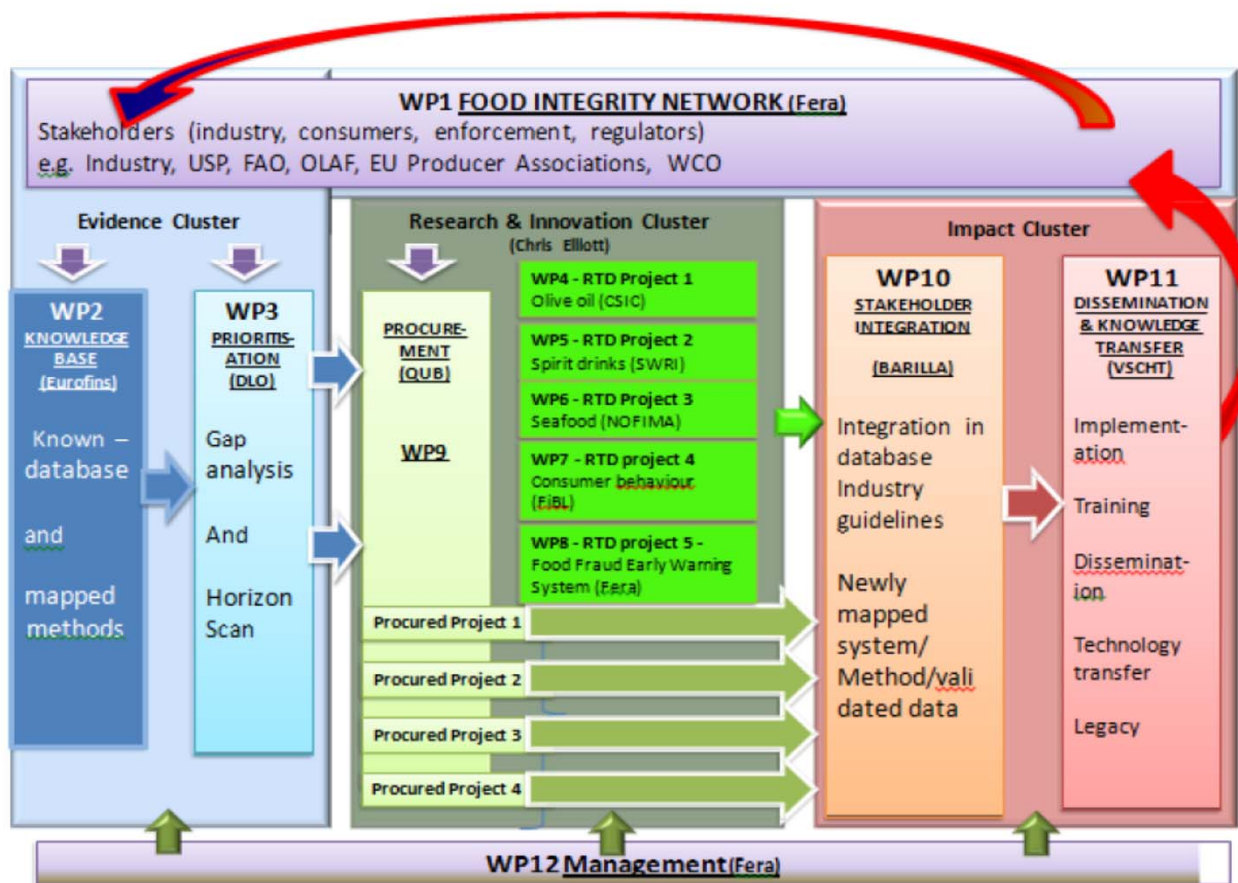 WP1 FOOD INTEGRITY NETWORK (Fera)
Stakeholders (industry, consumers, enforcement, regulators)
e.g. Industry, USP, FAO, OLAF, EU Producer Associations, WCO
Evidence Cluster
WP2
KNOWLEDGE
BASE
(Eurofins)
Known –
database
and
mapped
methods
WP3
PRIORITIS-
ATION
(DLO)
Gap
analysis
And
Horizon
Scan
Research & Innovation Cluster
(Chris Elliott)
PROCURE-
MENT
(QUB)
WP9
WP4 - RTD Project 1
Olive oil (CSIC)
WP5 - RTD Project 2
Spirit drinks (SWRI)
WP6 - RTD Project 3
Seafood (NOFIMA)
WP7 - RTD project 4
Consumer behaviour
(FiBL)
WP8 - RTD project 5 -
Food Fraud Early Warning
System (Fera)
Procured Project 1
Procured Project 2
Procured Project 3
Procured Project 4
Impact Cluster
WP10
STAKEHOLDER
INTEGRATION
(BARILLA)
Integration in
database
Industry
guidelines
Newly
mapped
system/
Method/vali
dated data
WP11
DISSEMINATION
& KNOWLEDGE
TRANSFER
(VSCHT)
Implement-
ation
Training
Disseminat-
ion
Technology
transfer
Legacy
WP12 Management(Fera)